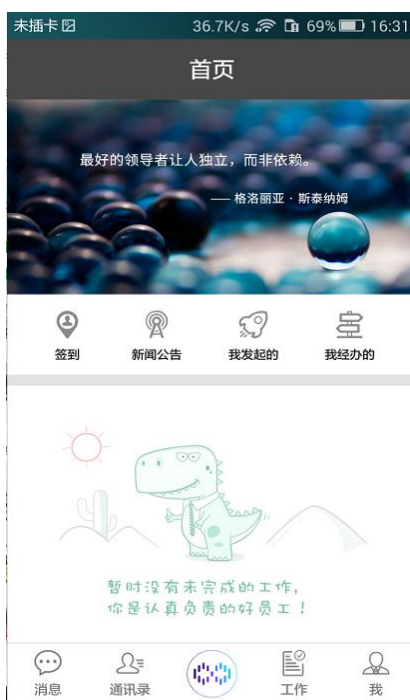 未插卡 36.7K/s 69% 16:31
首页
最好的领导者让人独立，而非依赖。
—— 格洛丽亚 · 斯泰纳姆
签到 新闻公告 我发起的 我经办的
暂时没有未完成的工作，
你是认真负责的好员工！
消息 通讯录 工作 我